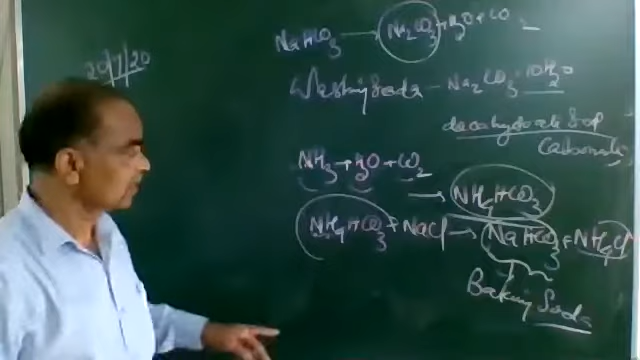 20/7/20
NaHCO3 → Na2CO3 + H2O + CO2
Washing Soda - Na2CO3·10H2O
decahydrate Sop
Carbonate
NH3 + H2O + CO2
→ NH4HCO3
NH4HCO3 + NaCl → NaHCO3 + NH4Cl
Baking Soda